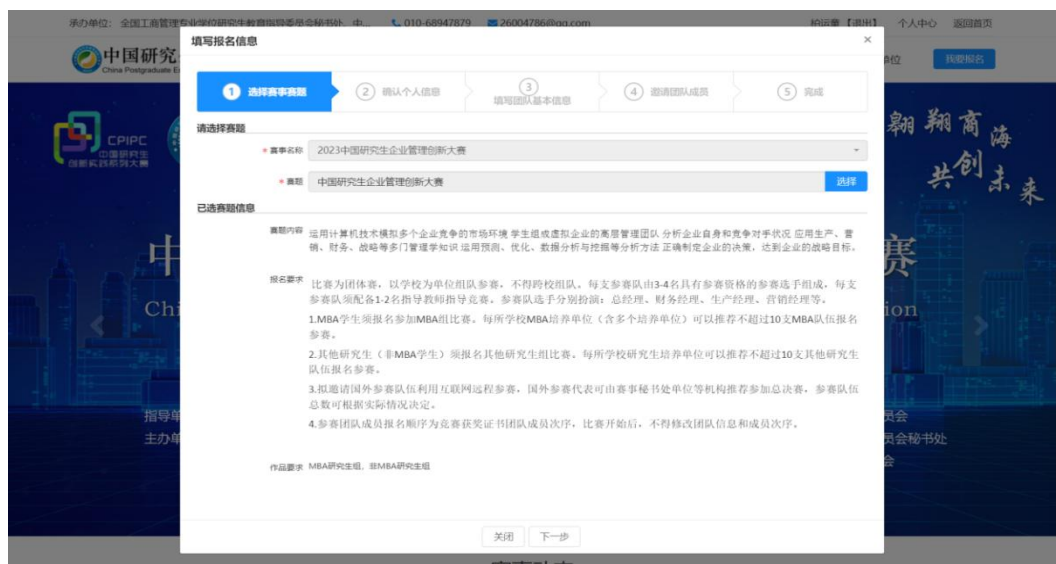 承办单位： 全国工商管理专业学位研究生教育指导委员会秘书处、中... 010-68947879 26004786@qq.com 【退出】 个人中心 返回首页
中国研究
China Postgraduate E
单位 我要报名
填写报名信息 ×
1 选择赛事赛题 2 确认个人信息 3 填写团队基本信息 4 邀请团队成员 5 完成
CPIPC
中国研究生
创新实践系列大赛
翱翔商海
共创未来
请选择赛题
* 赛事名称 2023中国研究生企业管理创新大赛
* 赛题 中国研究生企业管理创新大赛 选择
已选赛题信息
赛题内容 运用计算机技术模拟多个企业竞争的市场环境 学生组成虚拟企业的高层管理团队 分析企业自身和竞争对手状况 应用生产、营
销、财务、战略等多门管理学知识 运用预测、优化、数据分析与挖掘等分析方法 正确制定企业的决策，达到企业的战略目标。
中
赛
报名要求 比赛为团体赛，以学校为单位组队参赛，不得跨校组队。每支参赛队由3-4名具有参赛资格的参赛选手组成，每支
参赛队须配备1-2名指导教师指导竞赛。参赛队选手分别扮演：总经理、财务经理、生产经理、营销经理等。
Chi
ion
1.MBA学生须报名参加MBA组比赛。每所学校MBA培养单位（含多个培养单位）可以推荐不超过10支MBA队伍报名
参赛。
2.其他研究生（非MBA学生）须报名其他研究生组比赛。每所学校研究生培养单位可以推荐不超过10支其他研究生
队伍报名参赛。
3.拟邀请国外参赛队伍利用互联网远程参赛，国外参赛代表可由赛事秘书处单位等机构推荐参加总决赛，参赛队伍
总数可根据实际情况决定。
指导单
员会
4.参赛团队成员报名顺序为竞赛获奖证书团队成员次序，比赛开始后，不得修改团队信息和成员次序。
主办单
员会秘书处
会
作品要求 MBA研究生组，非MBA研究生组
关闭 下一步